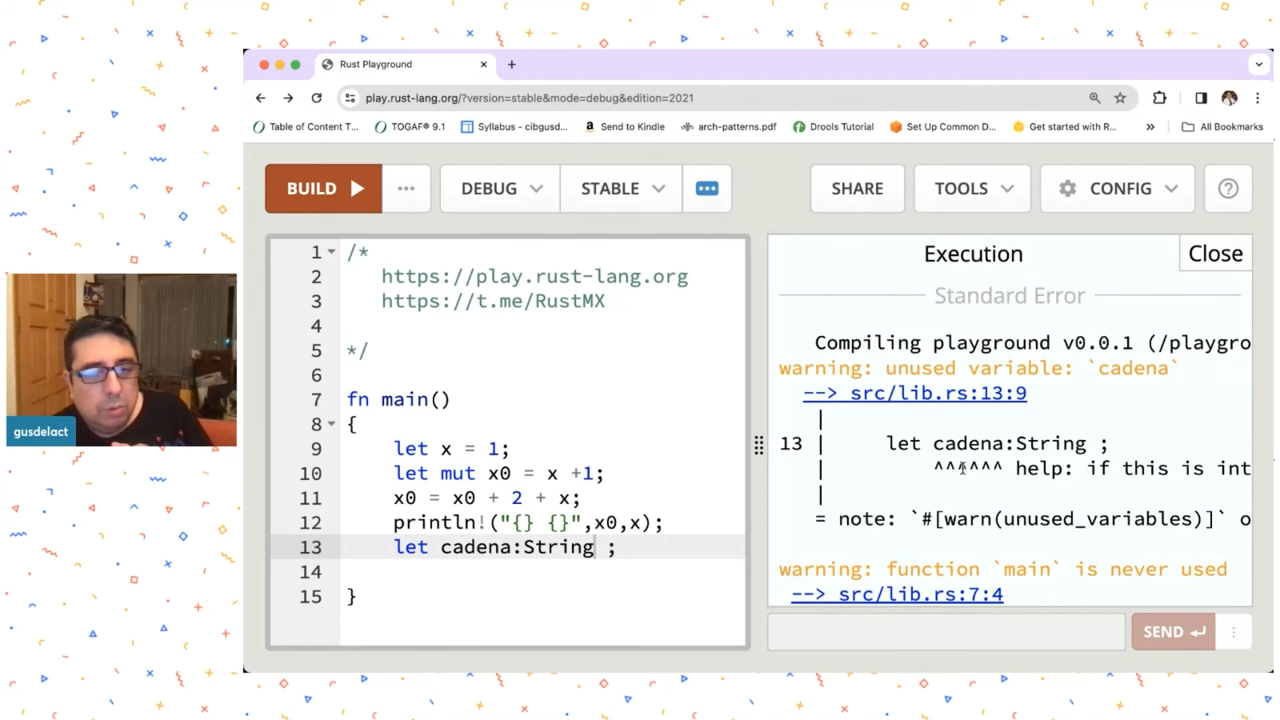 Rust Playground
play.rust-lang.org/?version=stable&mode=debug&edition=2021
Table of Content T...
TOGAF® 9.1
Syllabus - cibgusd...
Send to Kindle
arch-patterns.pdf
Drools Tutorial
Set Up Common D...
Get started with R...
All Bookmarks
BUILD
DEBUG
STABLE
SHARE
TOOLS
CONFIG
1 /*
2 https://play.rust-lang.org
3 https://t.me/RustMX
4
5 */
6
7 fn main()
8 {
9 let x = 1;
10 let mut x0 = x +1;
11 x0 = x0 + 2 + x;
12 println!("{} {}",x0,x);
13 let cadena:String ;
14
15 }
Execution
Close
Standard Error
Compiling playground v0.0.1 (/playgro
warning: unused variable: `cadena`
--> src/lib.rs:13:9
|
13 | let cadena:String ;
| ^^^^^^ help: if this is int
|
= note: `#[warn(unused_variables)]` o
warning: function `main` is never used
--> src/lib.rs:7:4
SEND
gusdelact